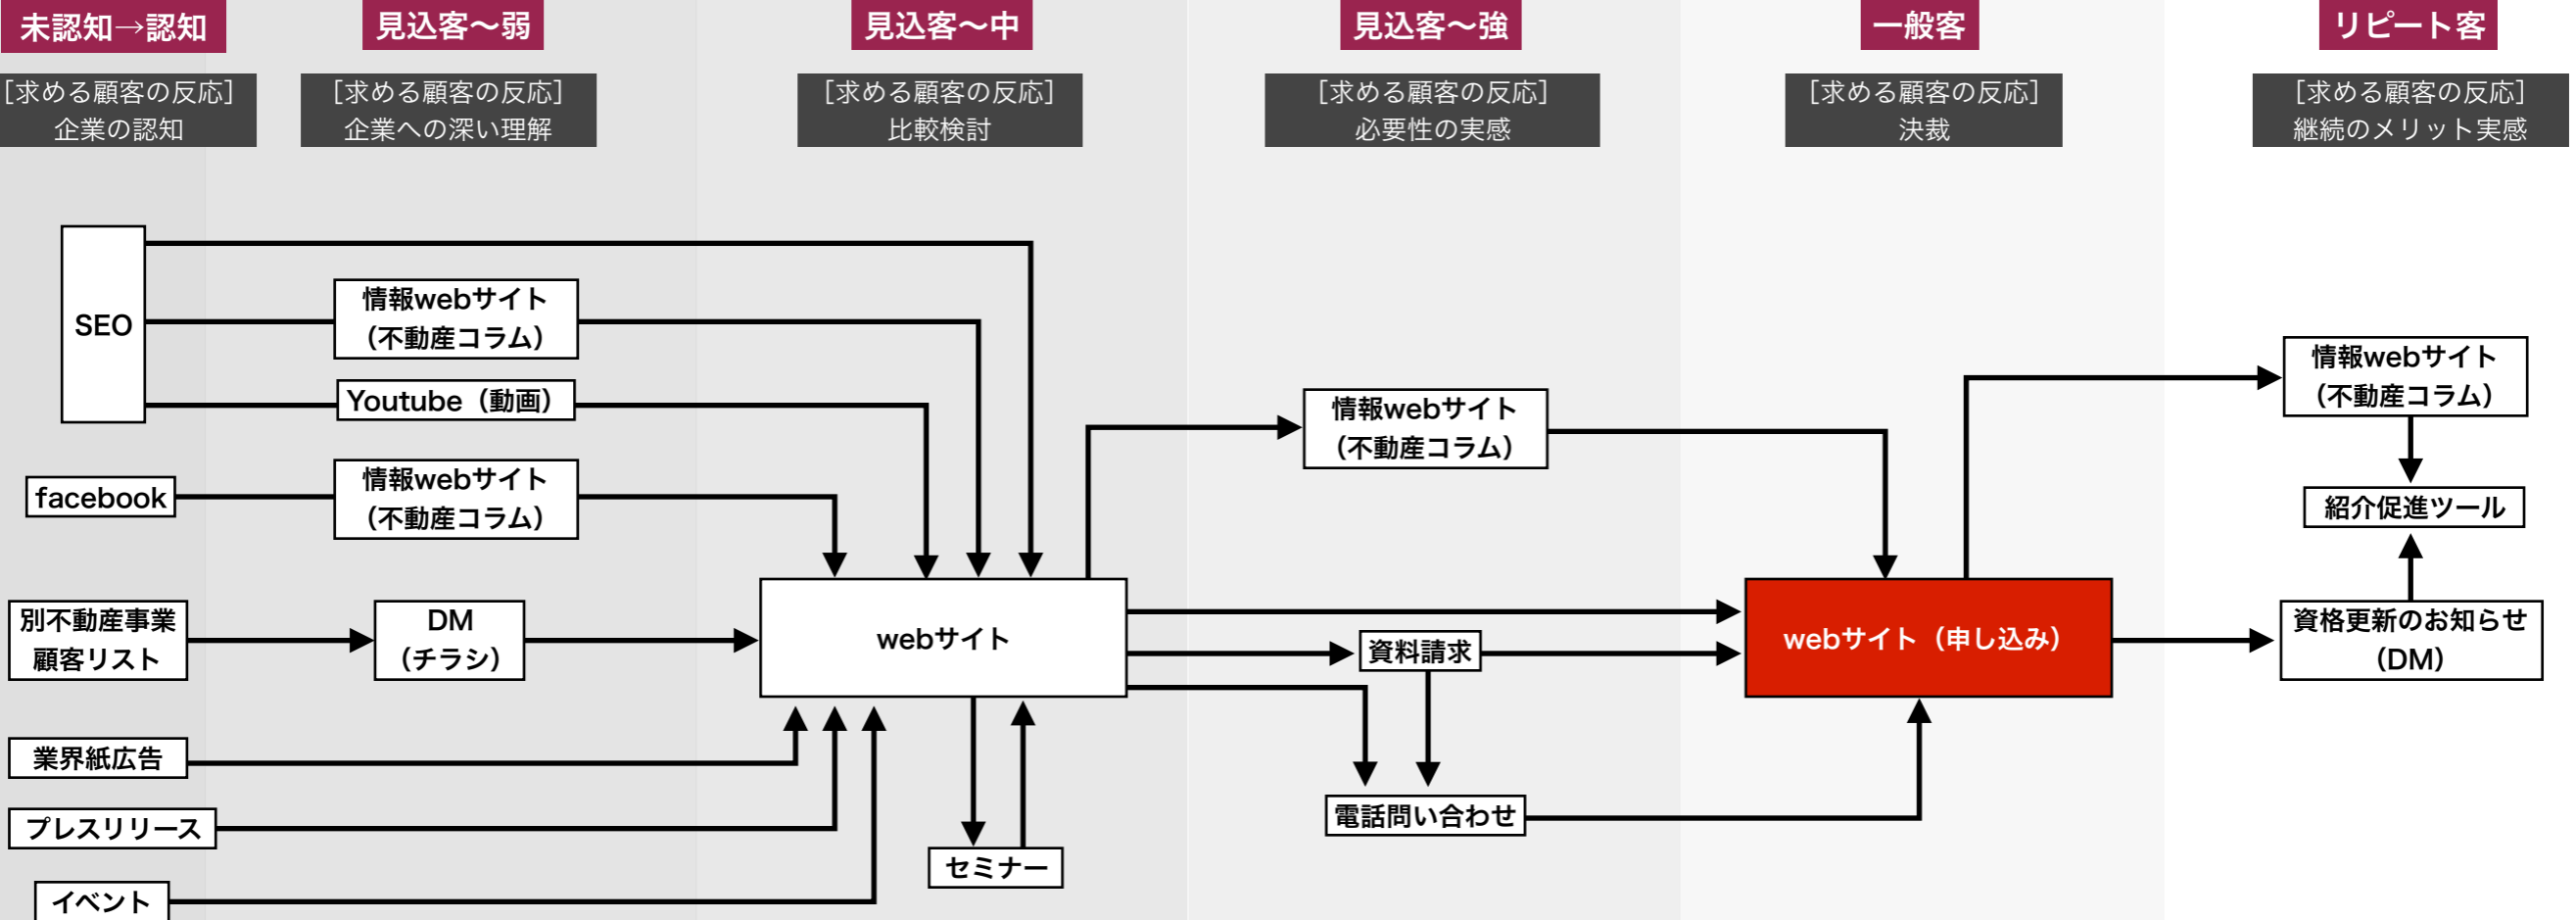 未認知→認知
見込客〜弱
見込客〜中
見込客〜強
一般客
リピート客
［求める顧客の反応］
企業の認知
［求める顧客の反応］
企業への深い理解
［求める顧客の反応］
比較検討
［求める顧客の反応］
必要性の実感
［求める顧客の反応］
決裁
［求める顧客の反応］
継続のメリット実感
SEO
情報webサイト
（不動産コラム）
Youtube（動画）
facebook
情報webサイト
（不動産コラム）
別不動産事業
顧客リスト
DM
（チラシ）
webサイト
業界紙広告
プレスリリース
イベント
セミナー
情報webサイト
（不動産コラム）
資料請求
電話問い合わせ
webサイト（申し込み）
情報webサイト
（不動産コラム）
紹介促進ツール
資格更新のお知らせ
（DM）